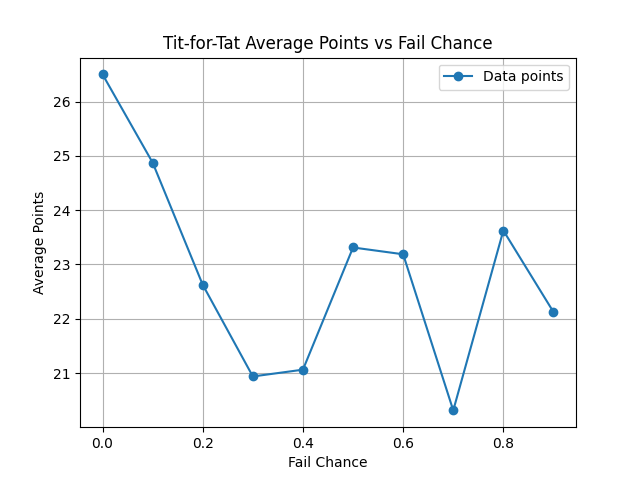 Tit-for-Tat Average Points vs Fail Chance
Data points
26
25
24
23
22
21
Average Points
0.0 0.2 0.4 0.6 0.8
Fail Chance